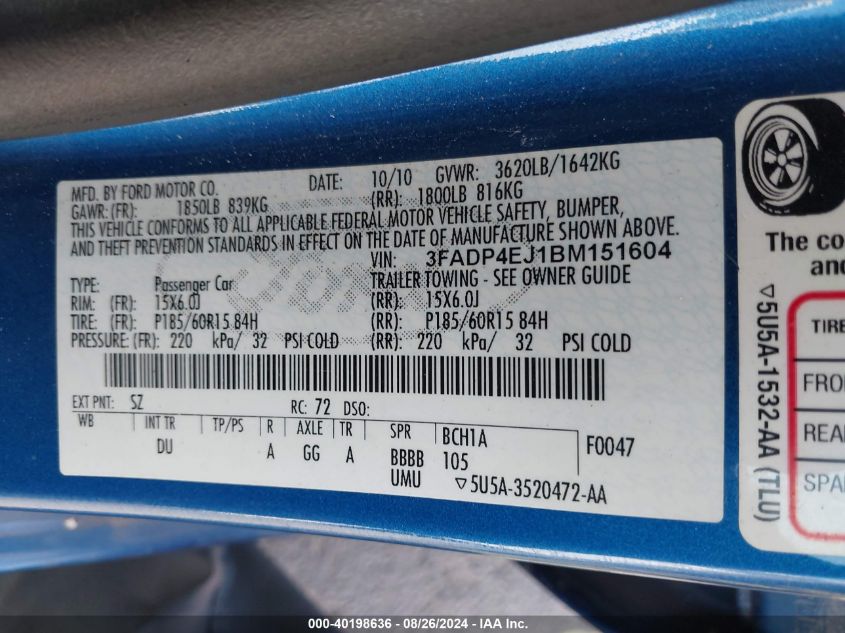 MFD. BY FORD MOTOR CO.
DATE: 10/10 GVWR: 3620LB/1642KG
GAWR: (FR): 1850LB 839KG (RR): 1800LB 816KG
THIS VEHICLE CONFORMS TO ALL APPLICABLE FEDERAL MOTOR VEHICLE SAFETY, BUMPER,
AND THEFT PREVENTION STANDARDS IN EFFECT ON THE DATE OF MANUFACTURE SHOWN ABOVE.
VIN: 3FADP4EJ1BM151604
TYPE: Passenger Car TRAILER TOWING - SEE OWNER GUIDE
RIM: (FR): 15X6.0J (RR): 15X6.0J
TIRE: (FR): P185/60R15 84H (RR): P185/60R15 84H
PRESSURE: (FR): 220 kPa/ 32 PSI COLD (RR): 220 kPa/ 32 PSI COLD
EXT PNT: SZ RC: 72 DSO:
WB INT TR TP/PS R AXLE TR SPR BCH1A F0047
DU A GG A BBBB 105
UMU ▽5U5A-3520472-AA
The co
and
▽5U5A-1532-AA (TLU)
TIRE
FRO
REA
SPA
000-40198636 - 08/26/2024 - IAA Inc.